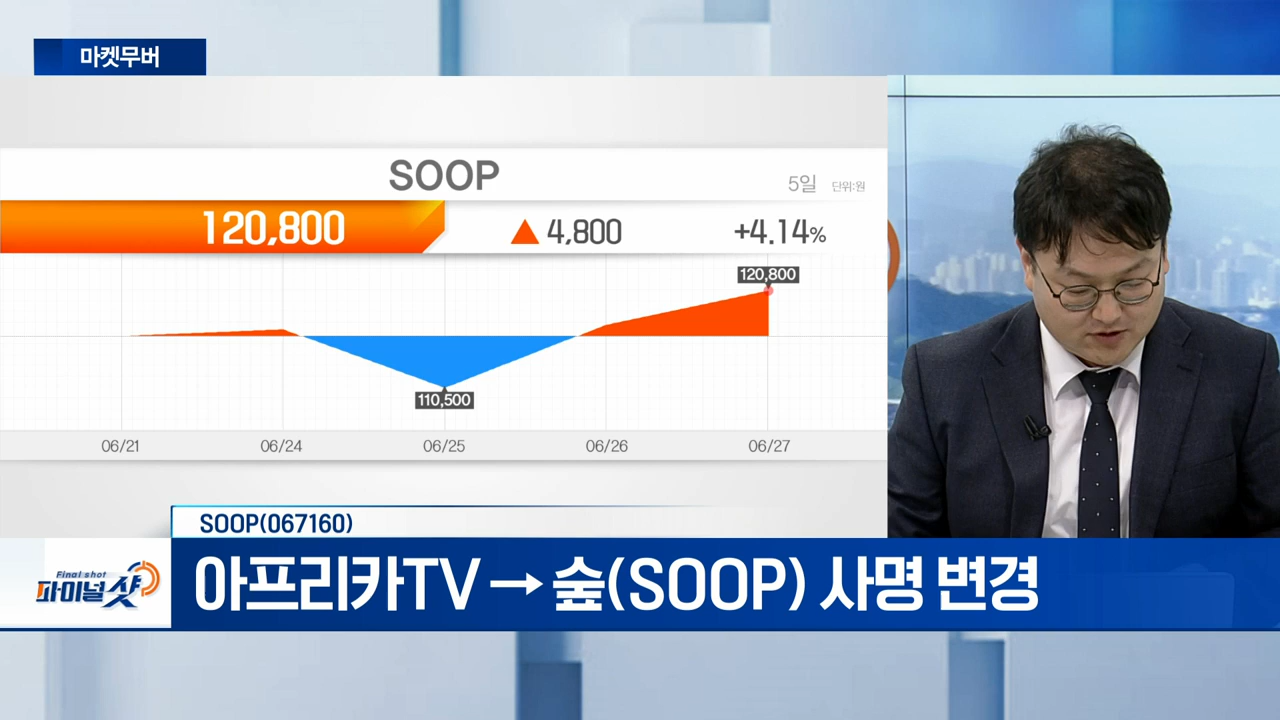 마켓무버
SOOP
5일 단위:원
120,800 ▲ 4,800 +4.14%
120,800
110,500
06/21 06/24 06/25 06/26 06/27
SOOP(067160)
Final shot
파이널샷
아프리카TV → 숲(SOOP) 사명 변경